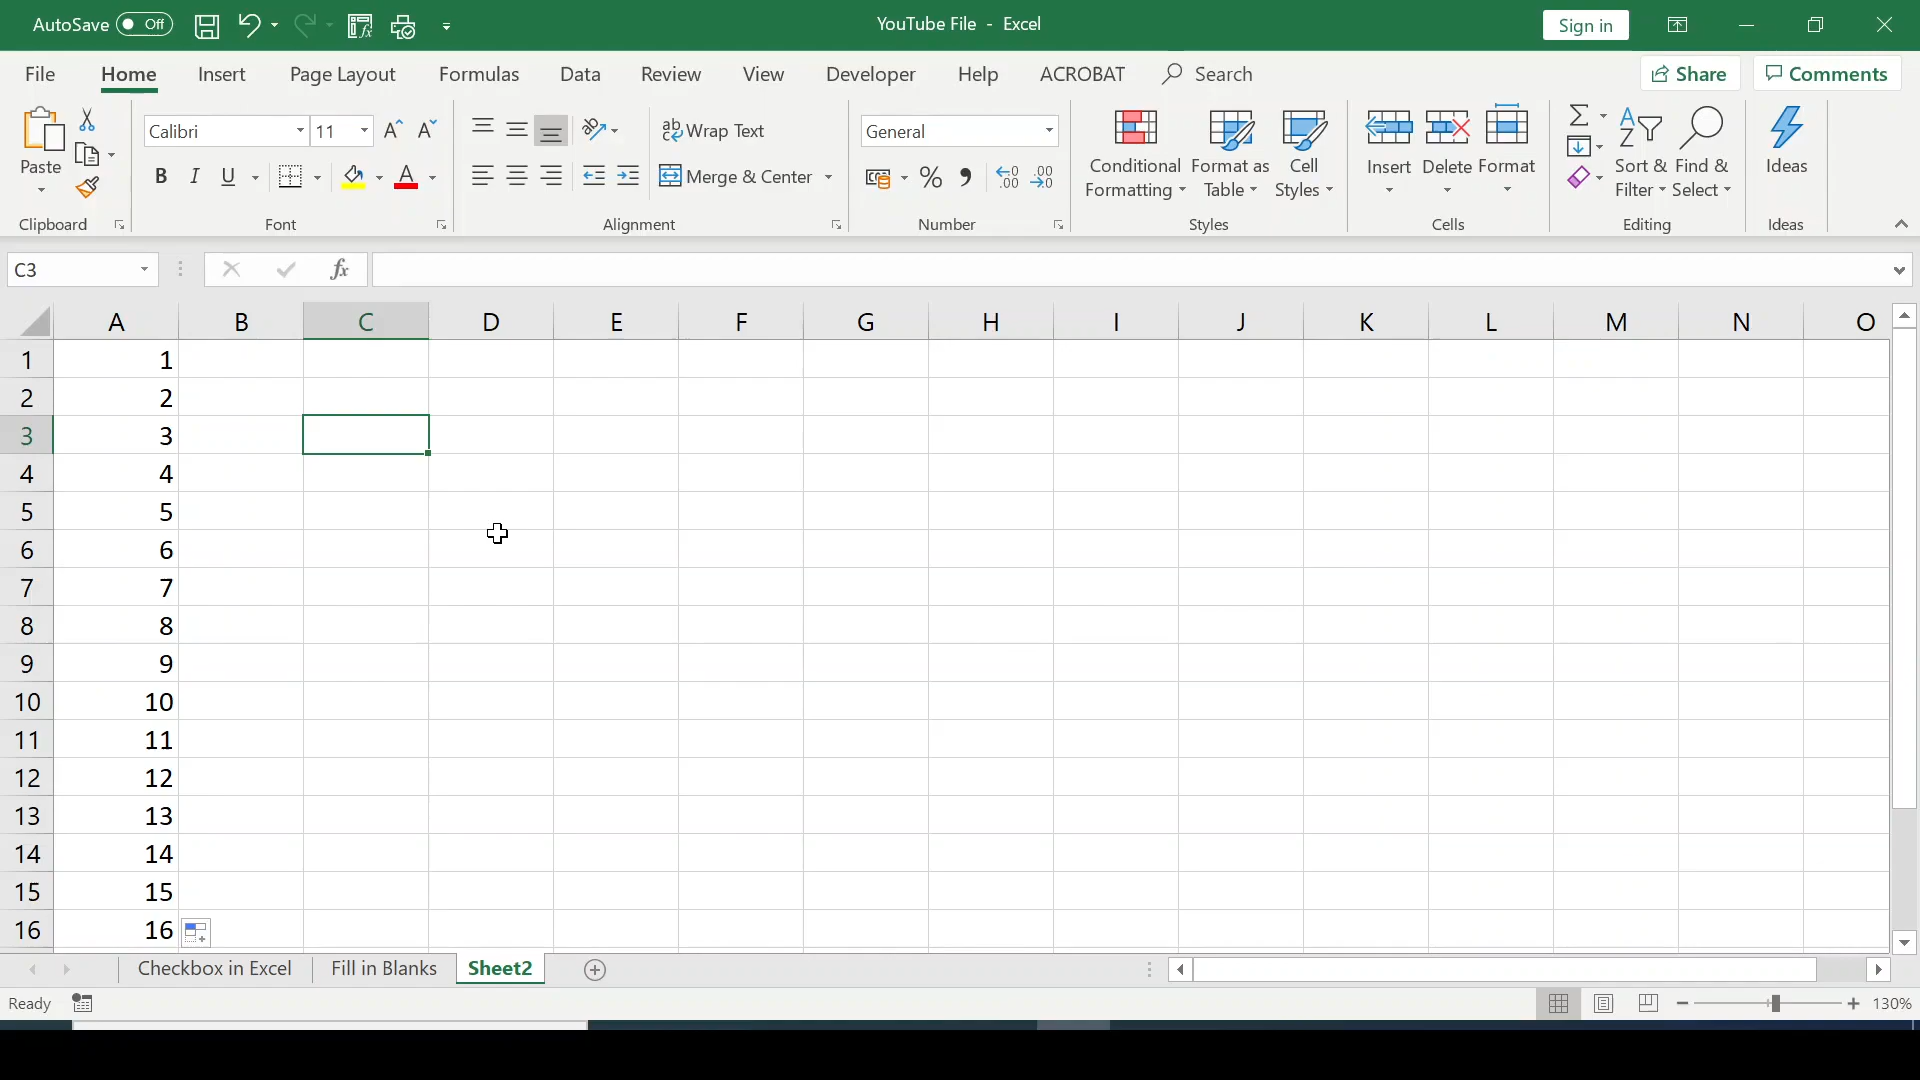 AutoSave Off YouTube File - Excel Sign in
File Home Insert Page Layout Formulas Data Review View Developer Help ACROBAT Search Share Comments
Paste
Calibri 11
B I U A
ab Wrap Text
Merge & Center
General
% 9 .00
Conditional Formatting
Format as Table
Cell Styles
Insert
Delete
Format
Sort & Filter
Find & Select
Ideas
Clipboard Font Alignment Number Styles Cells Editing Ideas
C3 fx
A B C D E F G H I J K L M N O
1 1
2 2
3 3
4 4
5 5
6 6
7 7
8 8
9 9
10 10
11 11
12 12
13 13
14 14
15 15
16 16
Checkbox in Excel Fill in Blanks Sheet2
Ready 130%